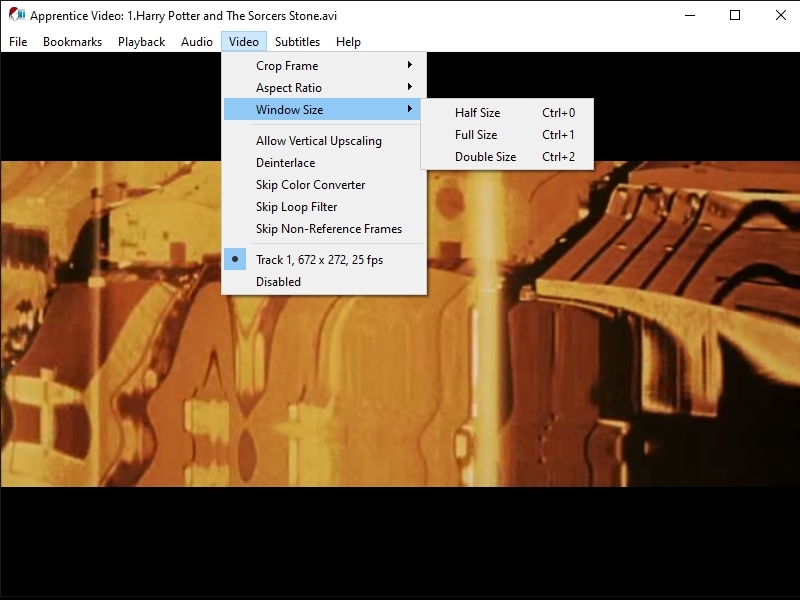 Apprentice Video: 1.Harry Potter and The Sorcers Stone.avi
File Bookmarks Playback Audio Video Subtitles Help
Crop Frame
Aspect Ratio
Window Size
Half Size Ctrl+0
Full Size Ctrl+1
Double Size Ctrl+2
Allow Vertical Upscaling
Deinterlace
Skip Color Converter
Skip Loop Filter
Skip Non-Reference Frames
Track 1, 672 x 272, 25 fps
Disabled